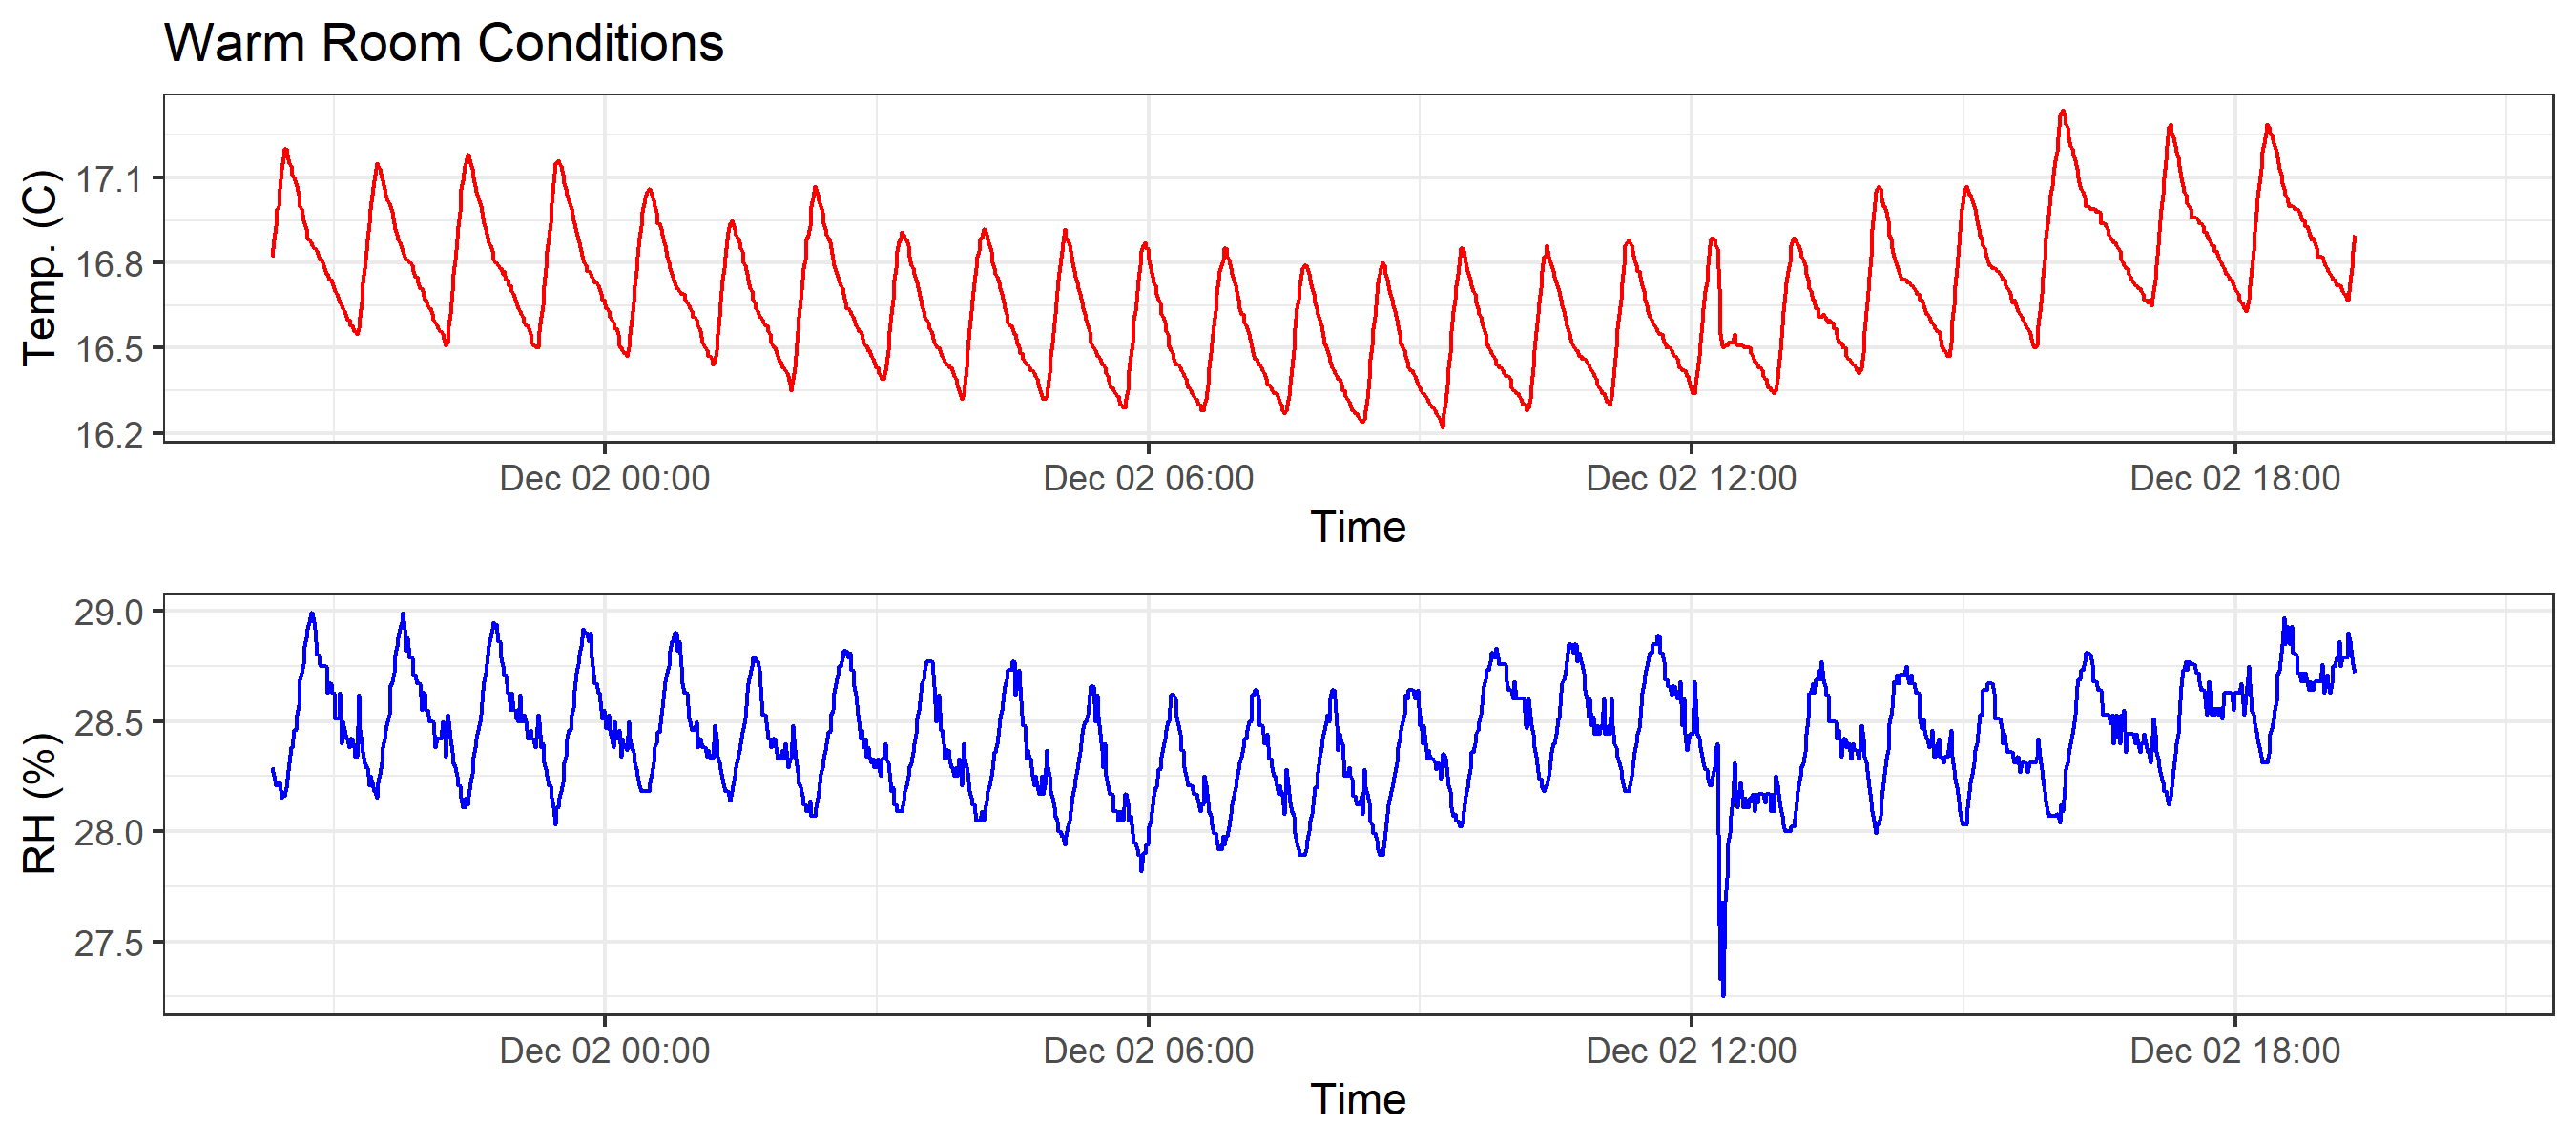 Warm Room Conditions
Temp. (C)
17.1
16.8
16.5
16.2
Dec 02 00:00 Dec 02 06:00 Dec 02 12:00 Dec 02 18:00
Time
RH (%)
29.0
28.5
28.0
27.5
Dec 02 00:00 Dec 02 06:00 Dec 02 12:00 Dec 02 18:00
Time